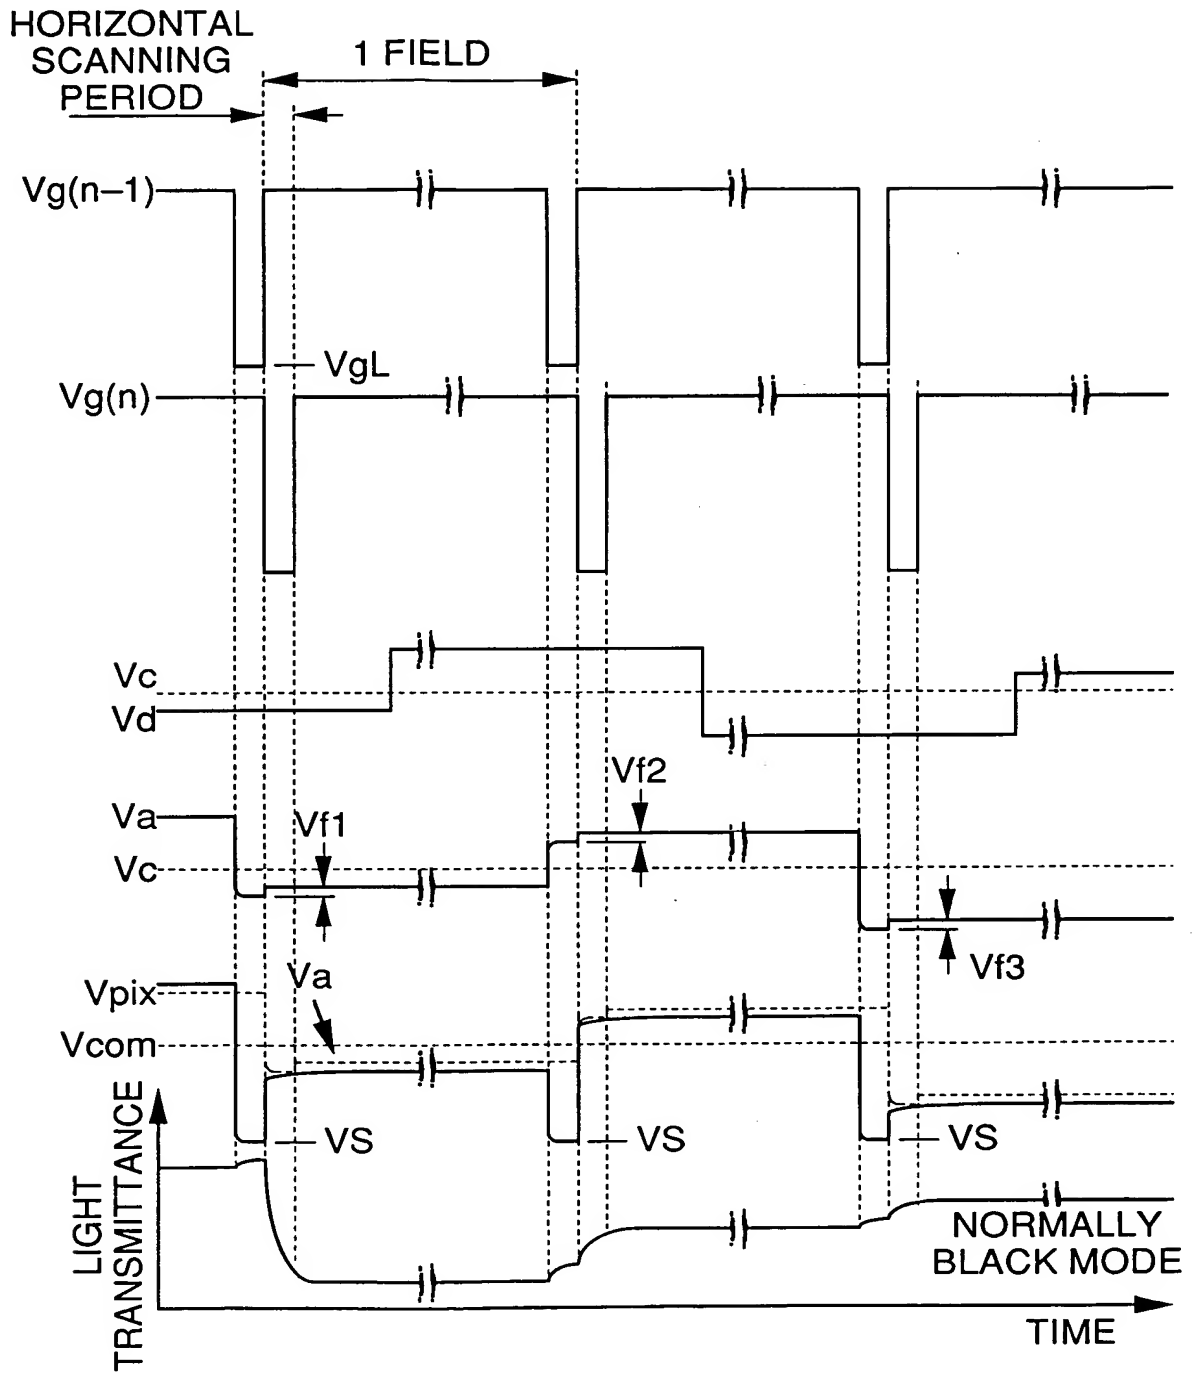 HORIZONTAL
SCANNING
PERIOD
1 FIELD
Vg(n–1)
VgL
Vg(n)
Vc
Vd
Vf2
Va
Vf1
Vc
Vf3
Va
Vpix
Vcom
VS
VS
VS
LIGHT
TRANSMITTANCE
NORMALLY
BLACK MODE
TIME